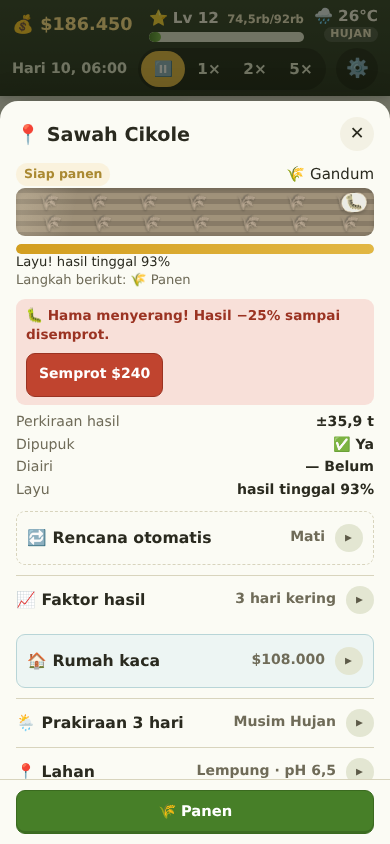 💰 $186.450
⭐ Lv 12 74,5rb/92rb
🌧️ 26°C
HUJAN
Hari 10, 06:00
⏸️ 1× 2× 5× ⚙️
📍 Sawah Cikole ✕
Siap panen 🌾 Gandum
Layu! hasil tinggal 93%
Langkah berikut: 🌾 Panen
🐛 Hama menyerang! Hasil −25% sampai
disemprot.
Semprot $240
Perkiraan hasil ±35,9 t
Dipupuk ✅ Ya
Diairi — Belum
Layu hasil tinggal 93%
🔁 Rencana otomatis Mati ▸
📈 Faktor hasil 3 hari kering ▸
🏠 Rumah kaca $108.000 ▸
🌦️ Prakiraan 3 hari Musim Hujan ▸
📍 Lahan Lempung · pH 6,5 ▸
🌾 Panen